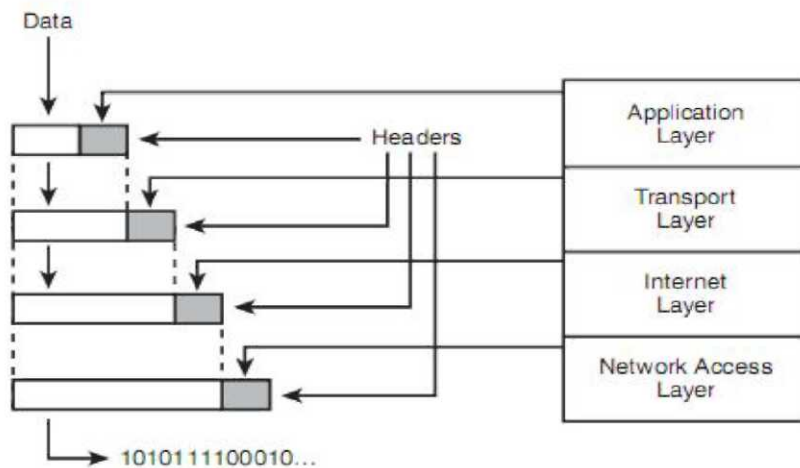 Data
Headers
Application
Layer
Transport
Layer
Internet
Layer
Network Access
Layer
1010111100010...